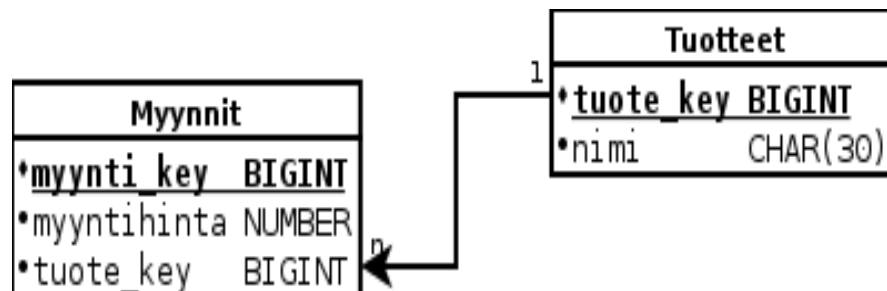 Myynnit
myynti_key BIGINT
myyntihinta NUMBER
tuote_key BIGINT
n
1
Tuotteet
tuote_key BIGINT
nimi CHAR(30)